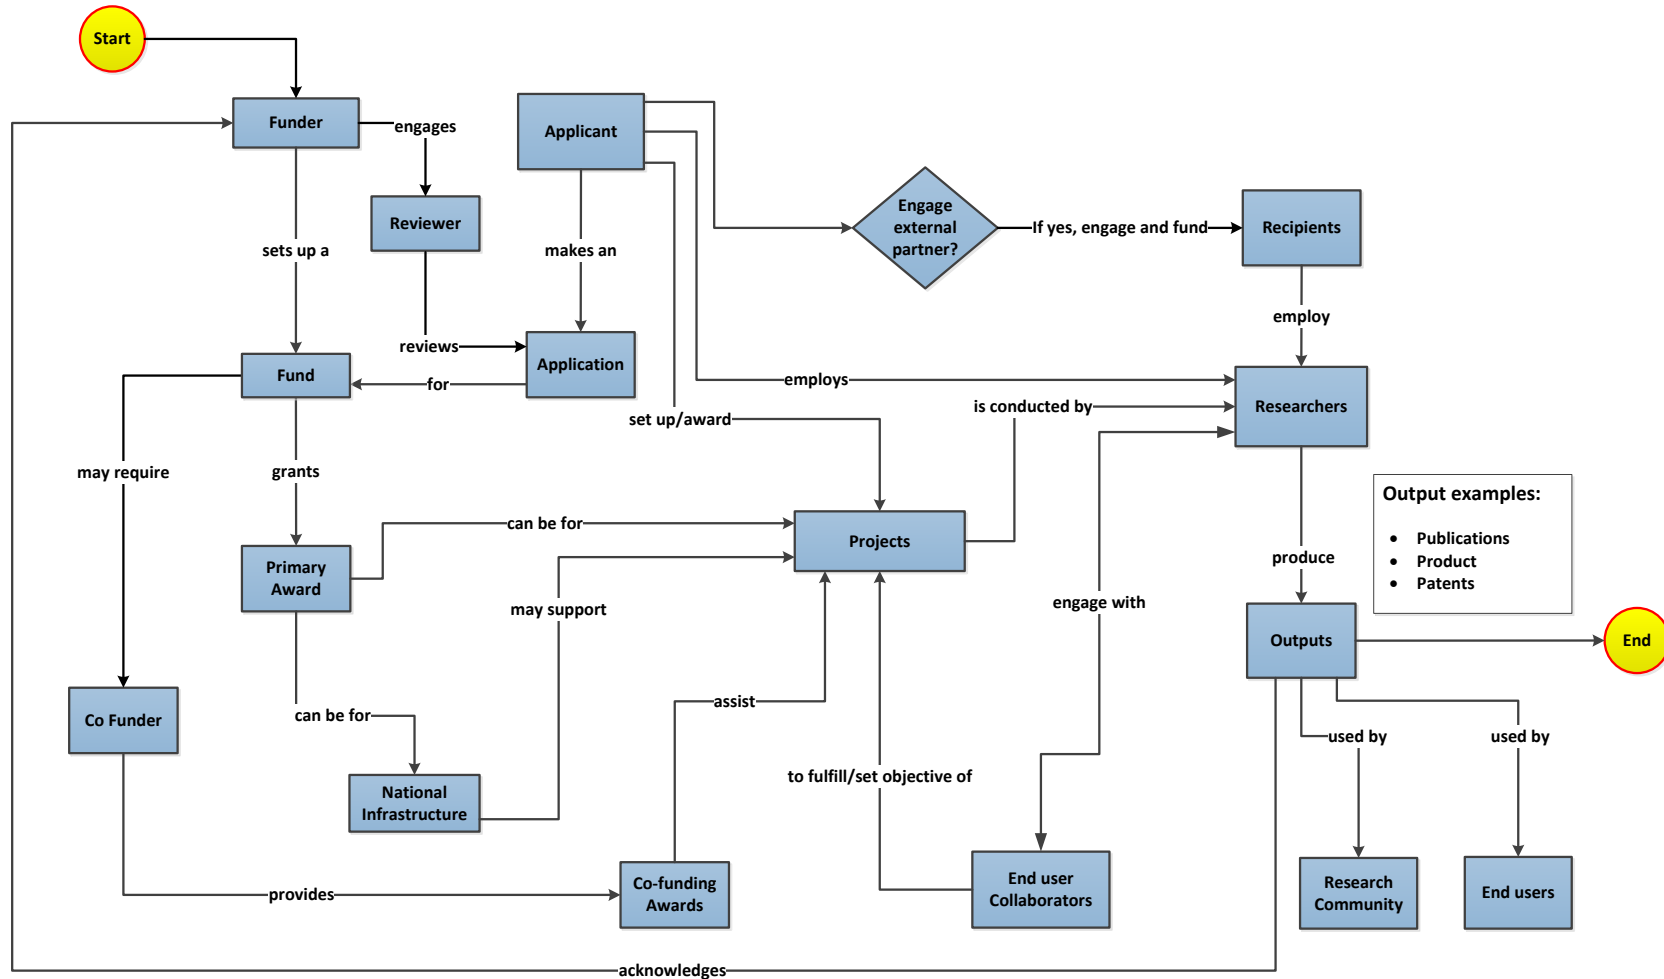 Start
Funder
engages
Applicant
Reviewer
Engage
external
partner?
If yes, engage and fund
Recipients
sets up a
makes an
employ
reviews
Application
Fund
for
employs
Researchers
is conducted by
set up/award
may require
grants
Output examples:
• Publications
• Product
• Patents
can be for
Projects
Primary
Award
produce
may support
engage with
Outputs
End
Co Funder
can be for
assist
used by
used by
to fulfill/set objective of
National
Infrastructure
provides
Co-funding
Awards
End user
Collaborators
Research
Community
End users
acknowledges